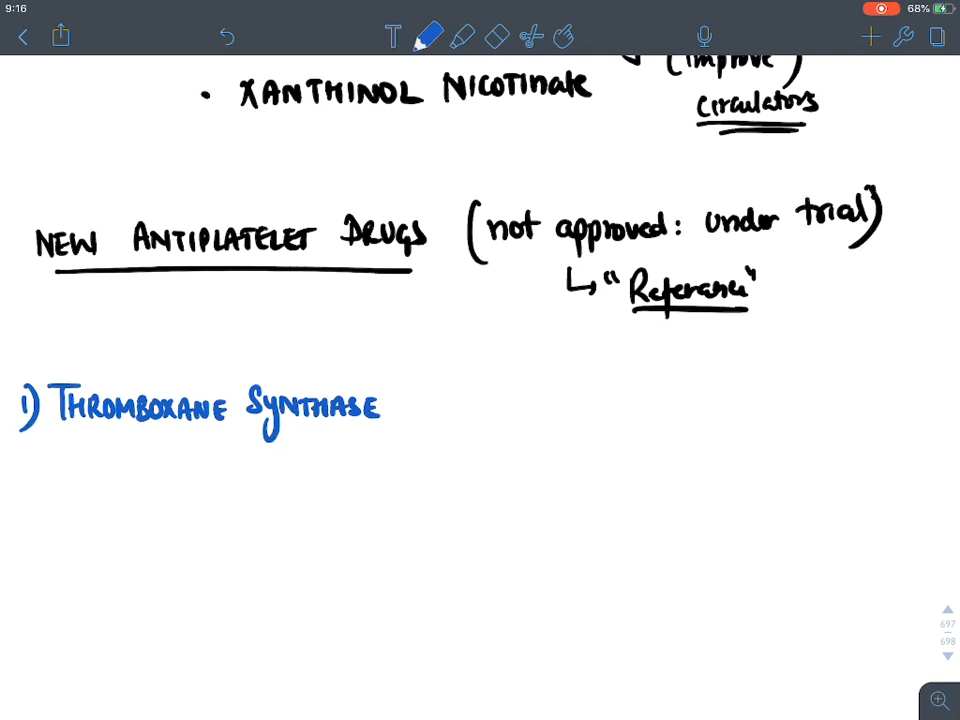 9:16
68%
T
(improve)
• XANTHINOL NICOTINATE
circulators
NEW ANTIPLATELET DRUGS (not approved: under trial)
↳ "Reference"
1) THROMBOXANE SYNTHASE
697
698